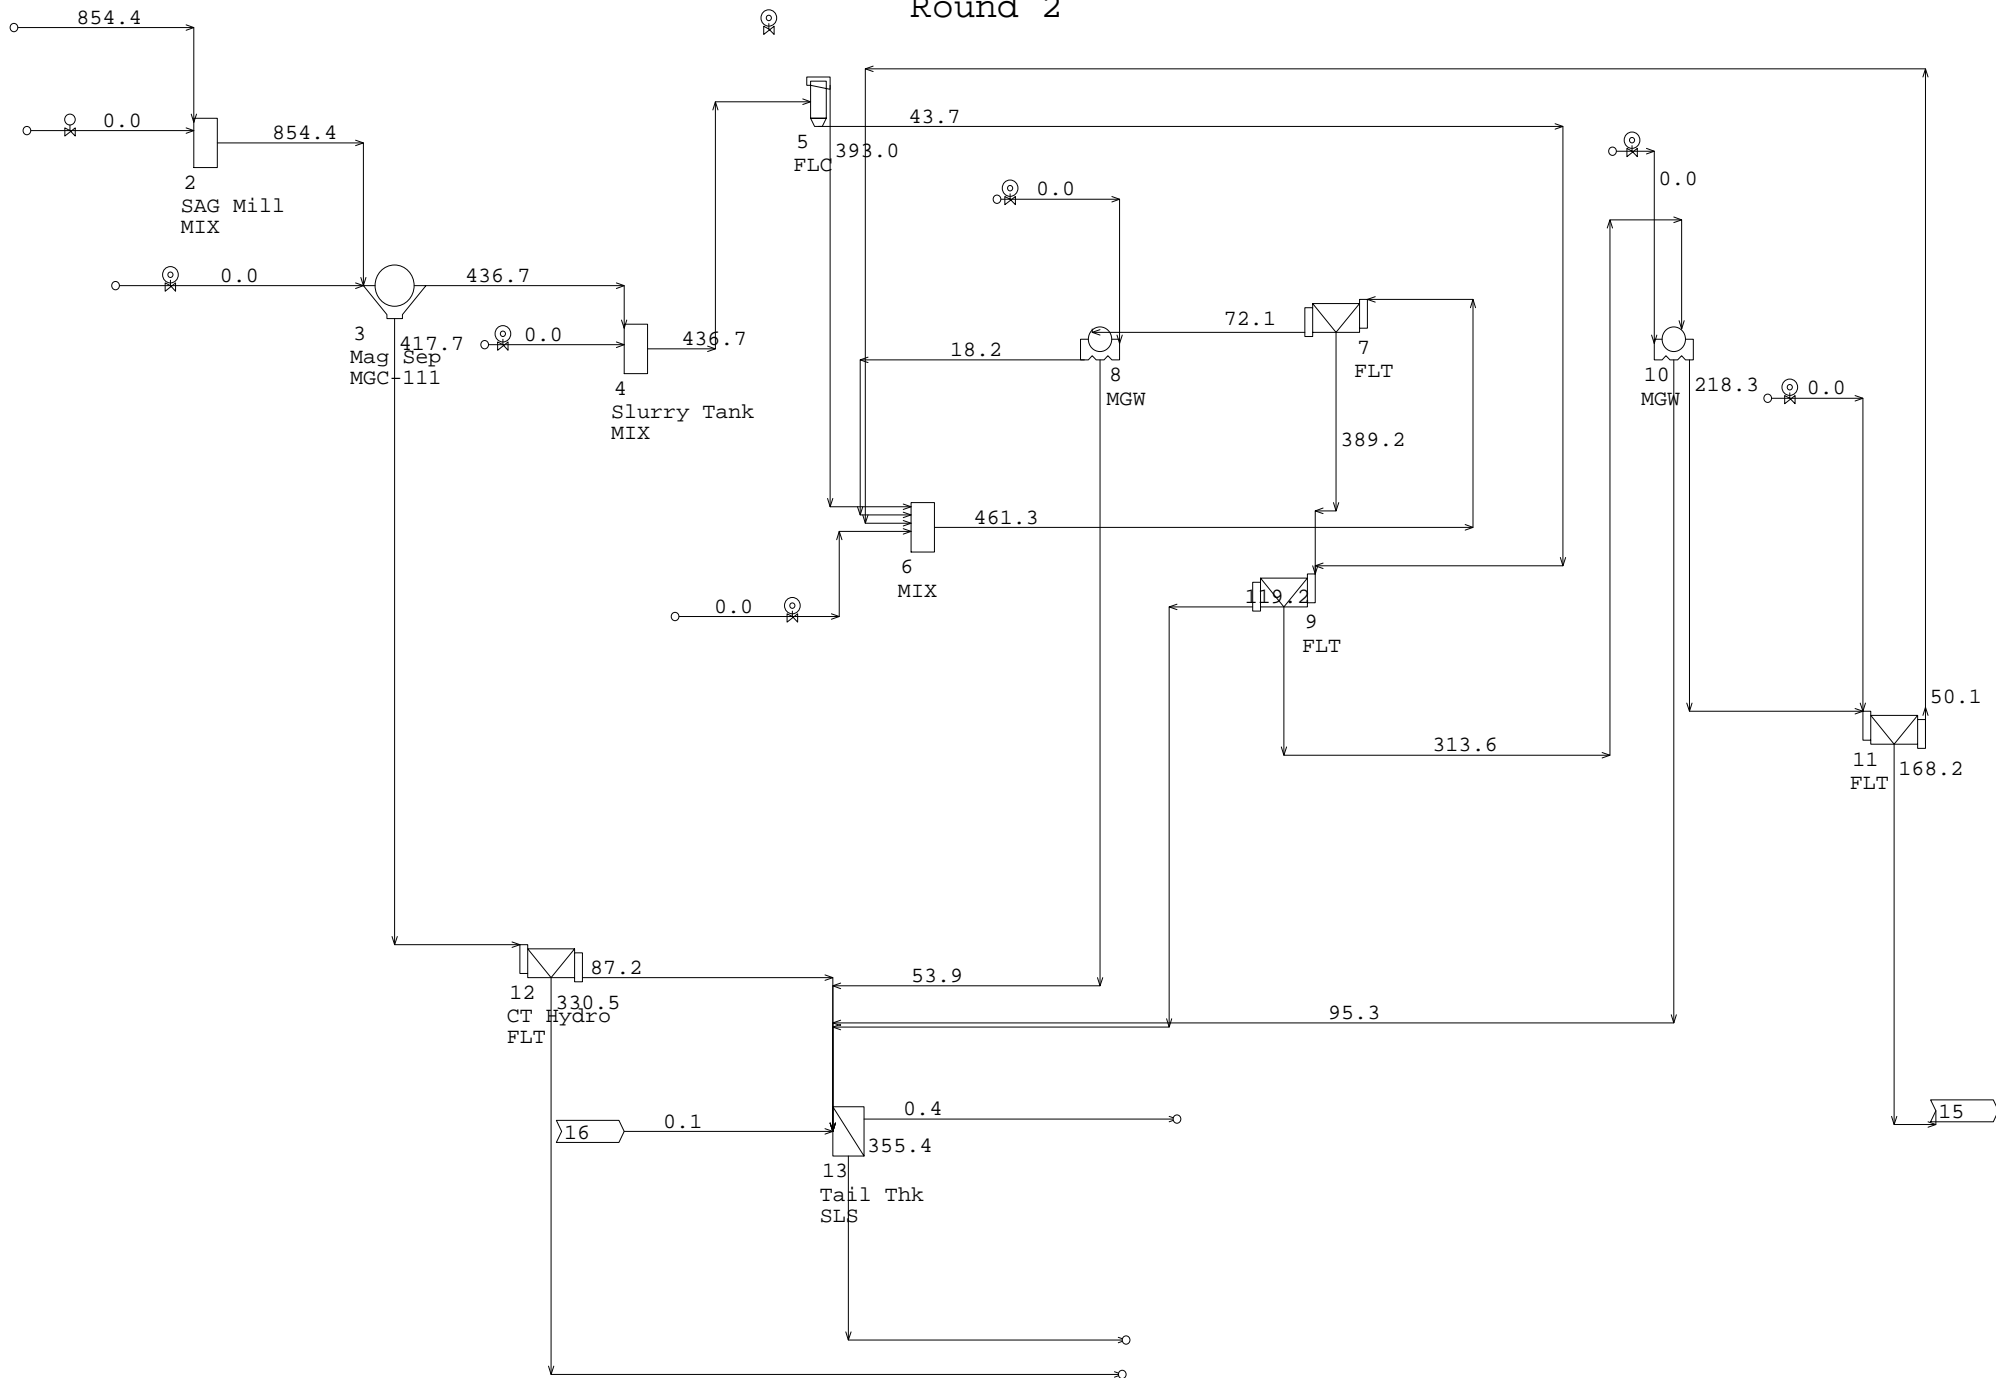 Round 2
854.4
0.0
854.4
2
SAG Mill
MIX
43.7
5
FLC
393.0
0.0
0.0
0.0
436.7
3
Mag Sep
MGC-111
417.7
0.0
436.7
4
Slurry Tank
MIX
18.2
8
MGW
72.1
7
FLT
389.2
10
MGW
218.3
0.0
461.3
6
MIX
0.0
119.2
9
FLT
313.6
50.1
11
FLT
168.2
87.2
12
CT Hydro
FLT
330.5
53.9
95.3
16
0.1
0.4
355.4
13
Tail Thk
SLS
15